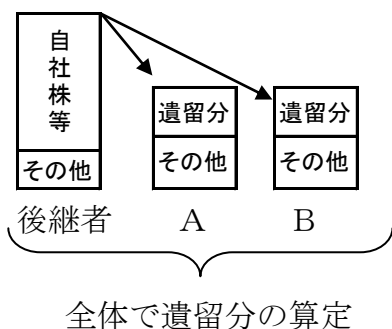 自社株等
その他
遺留分
その他
遺留分
その他
後継者
A
B
全体で遺留分の算定